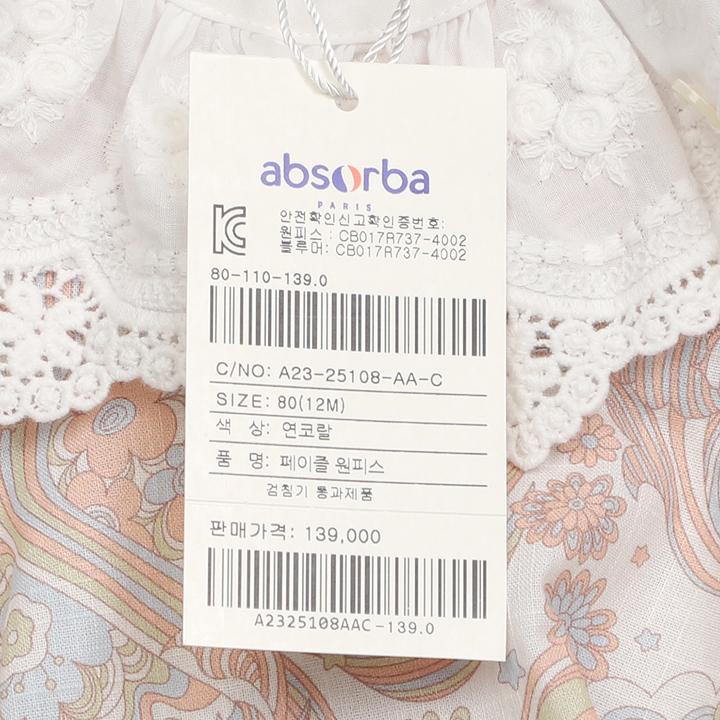 absorba
PARIS
안전확인신고확인증번호:
원피스 : CB017R737-4002
블루머: CB017R737-4002
80-110-139.0
C/NO: A23-25108-AA-C
SIZE: 80(12M)
색 상: 연코랄
품 명: 페이즐 원피스
검침기 통과제품
판매가격: 139,000
A2325108AAC-139.0